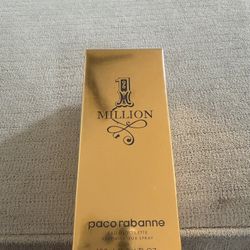 1
MILLION
paco rabanne
EAU DE TOILETTE